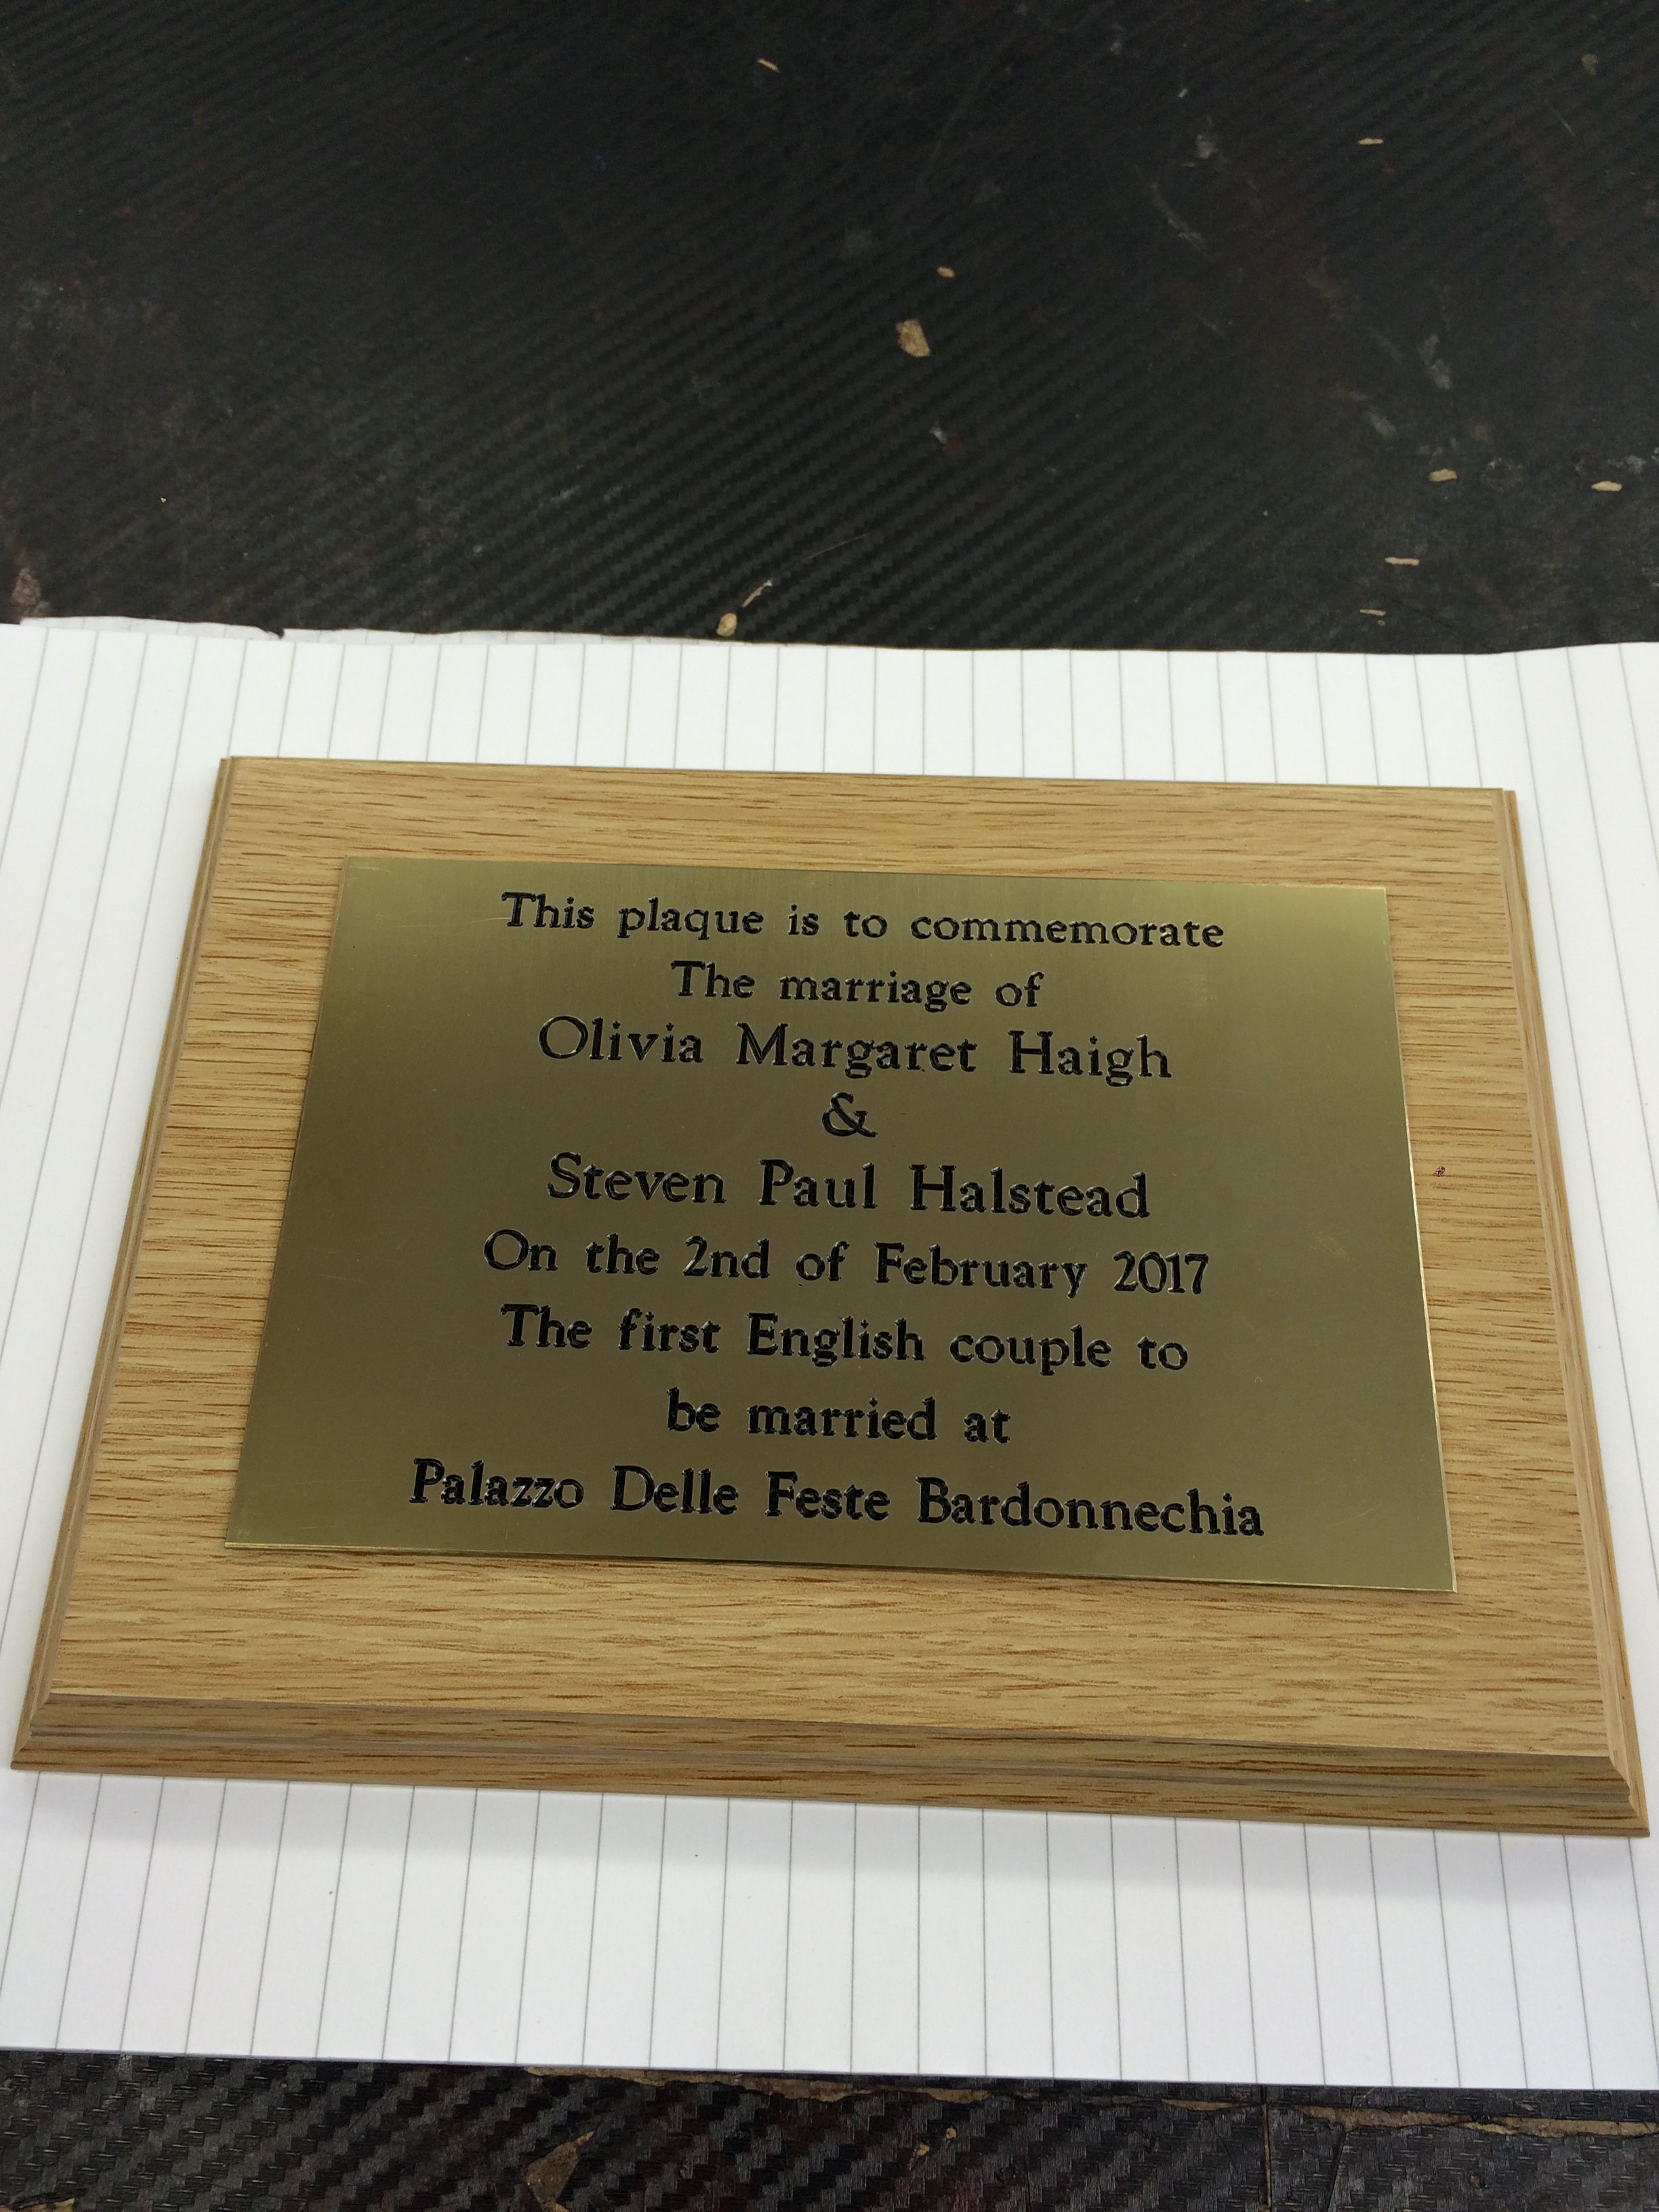 This plaque is to commemorate
The marriage of
Olivia Margaret Haigh
&
Steven Paul Halstead
On the 2nd of February 2017
The first English couple to
be married at
Palazzo Delle Feste Bardonnechia